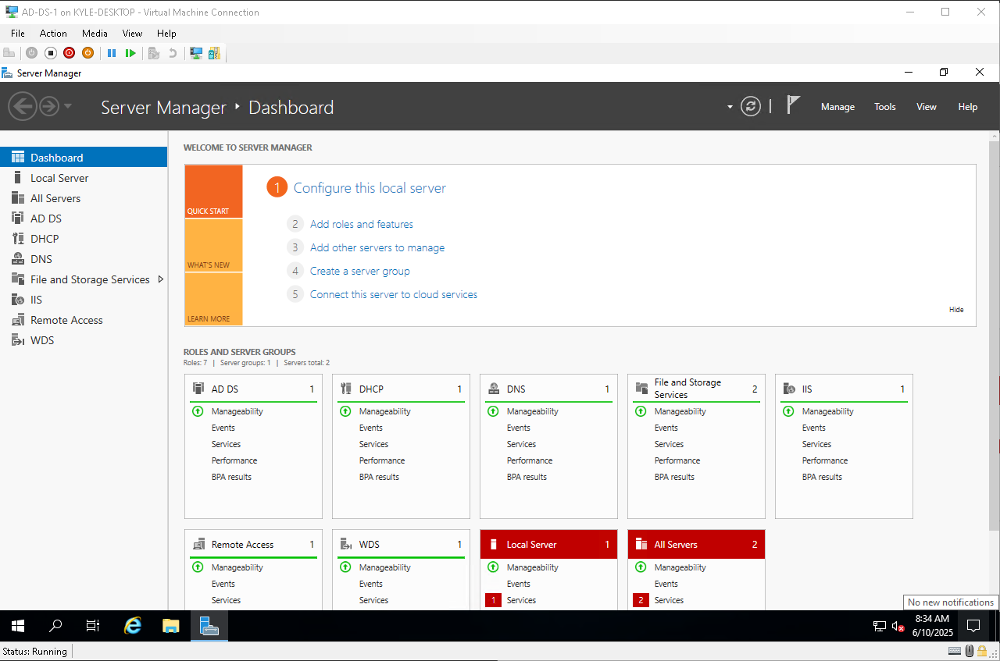 AD-DS-1 on KYLE-DESKTOP - Virtual Machine Connection
File Action Media View Help
Server Manager
Server Manager ‣ Dashboard
Manage Tools View Help
Dashboard
Local Server
All Servers
AD DS
DHCP
DNS
File and Storage Services
IIS
Remote Access
WDS
WELCOME TO SERVER MANAGER
QUICK START
WHAT'S NEW
LEARN MORE
1 Configure this local server
2 Add roles and features
3 Add other servers to manage
4 Create a server group
5 Connect this server to cloud services
Hide
ROLES AND SERVER GROUPS
Roles: 7 | Server groups: 1 | Servers total: 2
AD DS 1
Manageability
Events
Services
Performance
BPA results
DHCP 1
Manageability
Events
Services
Performance
BPA results
DNS 1
Manageability
Events
Services
Performance
BPA results
File and Storage
Services 2
Manageability
Events
Services
Performance
BPA results
IIS 1
Manageability
Events
Services
Performance
BPA results
Remote Access 1
Manageability
Events
Services
WDS 1
Manageability
Events
Services
Local Server 1
Manageability
Events
1 Services
All Servers 2
Manageability
Events
2 Services
No new notifications
8:34 AM
6/10/2025
Status: Running